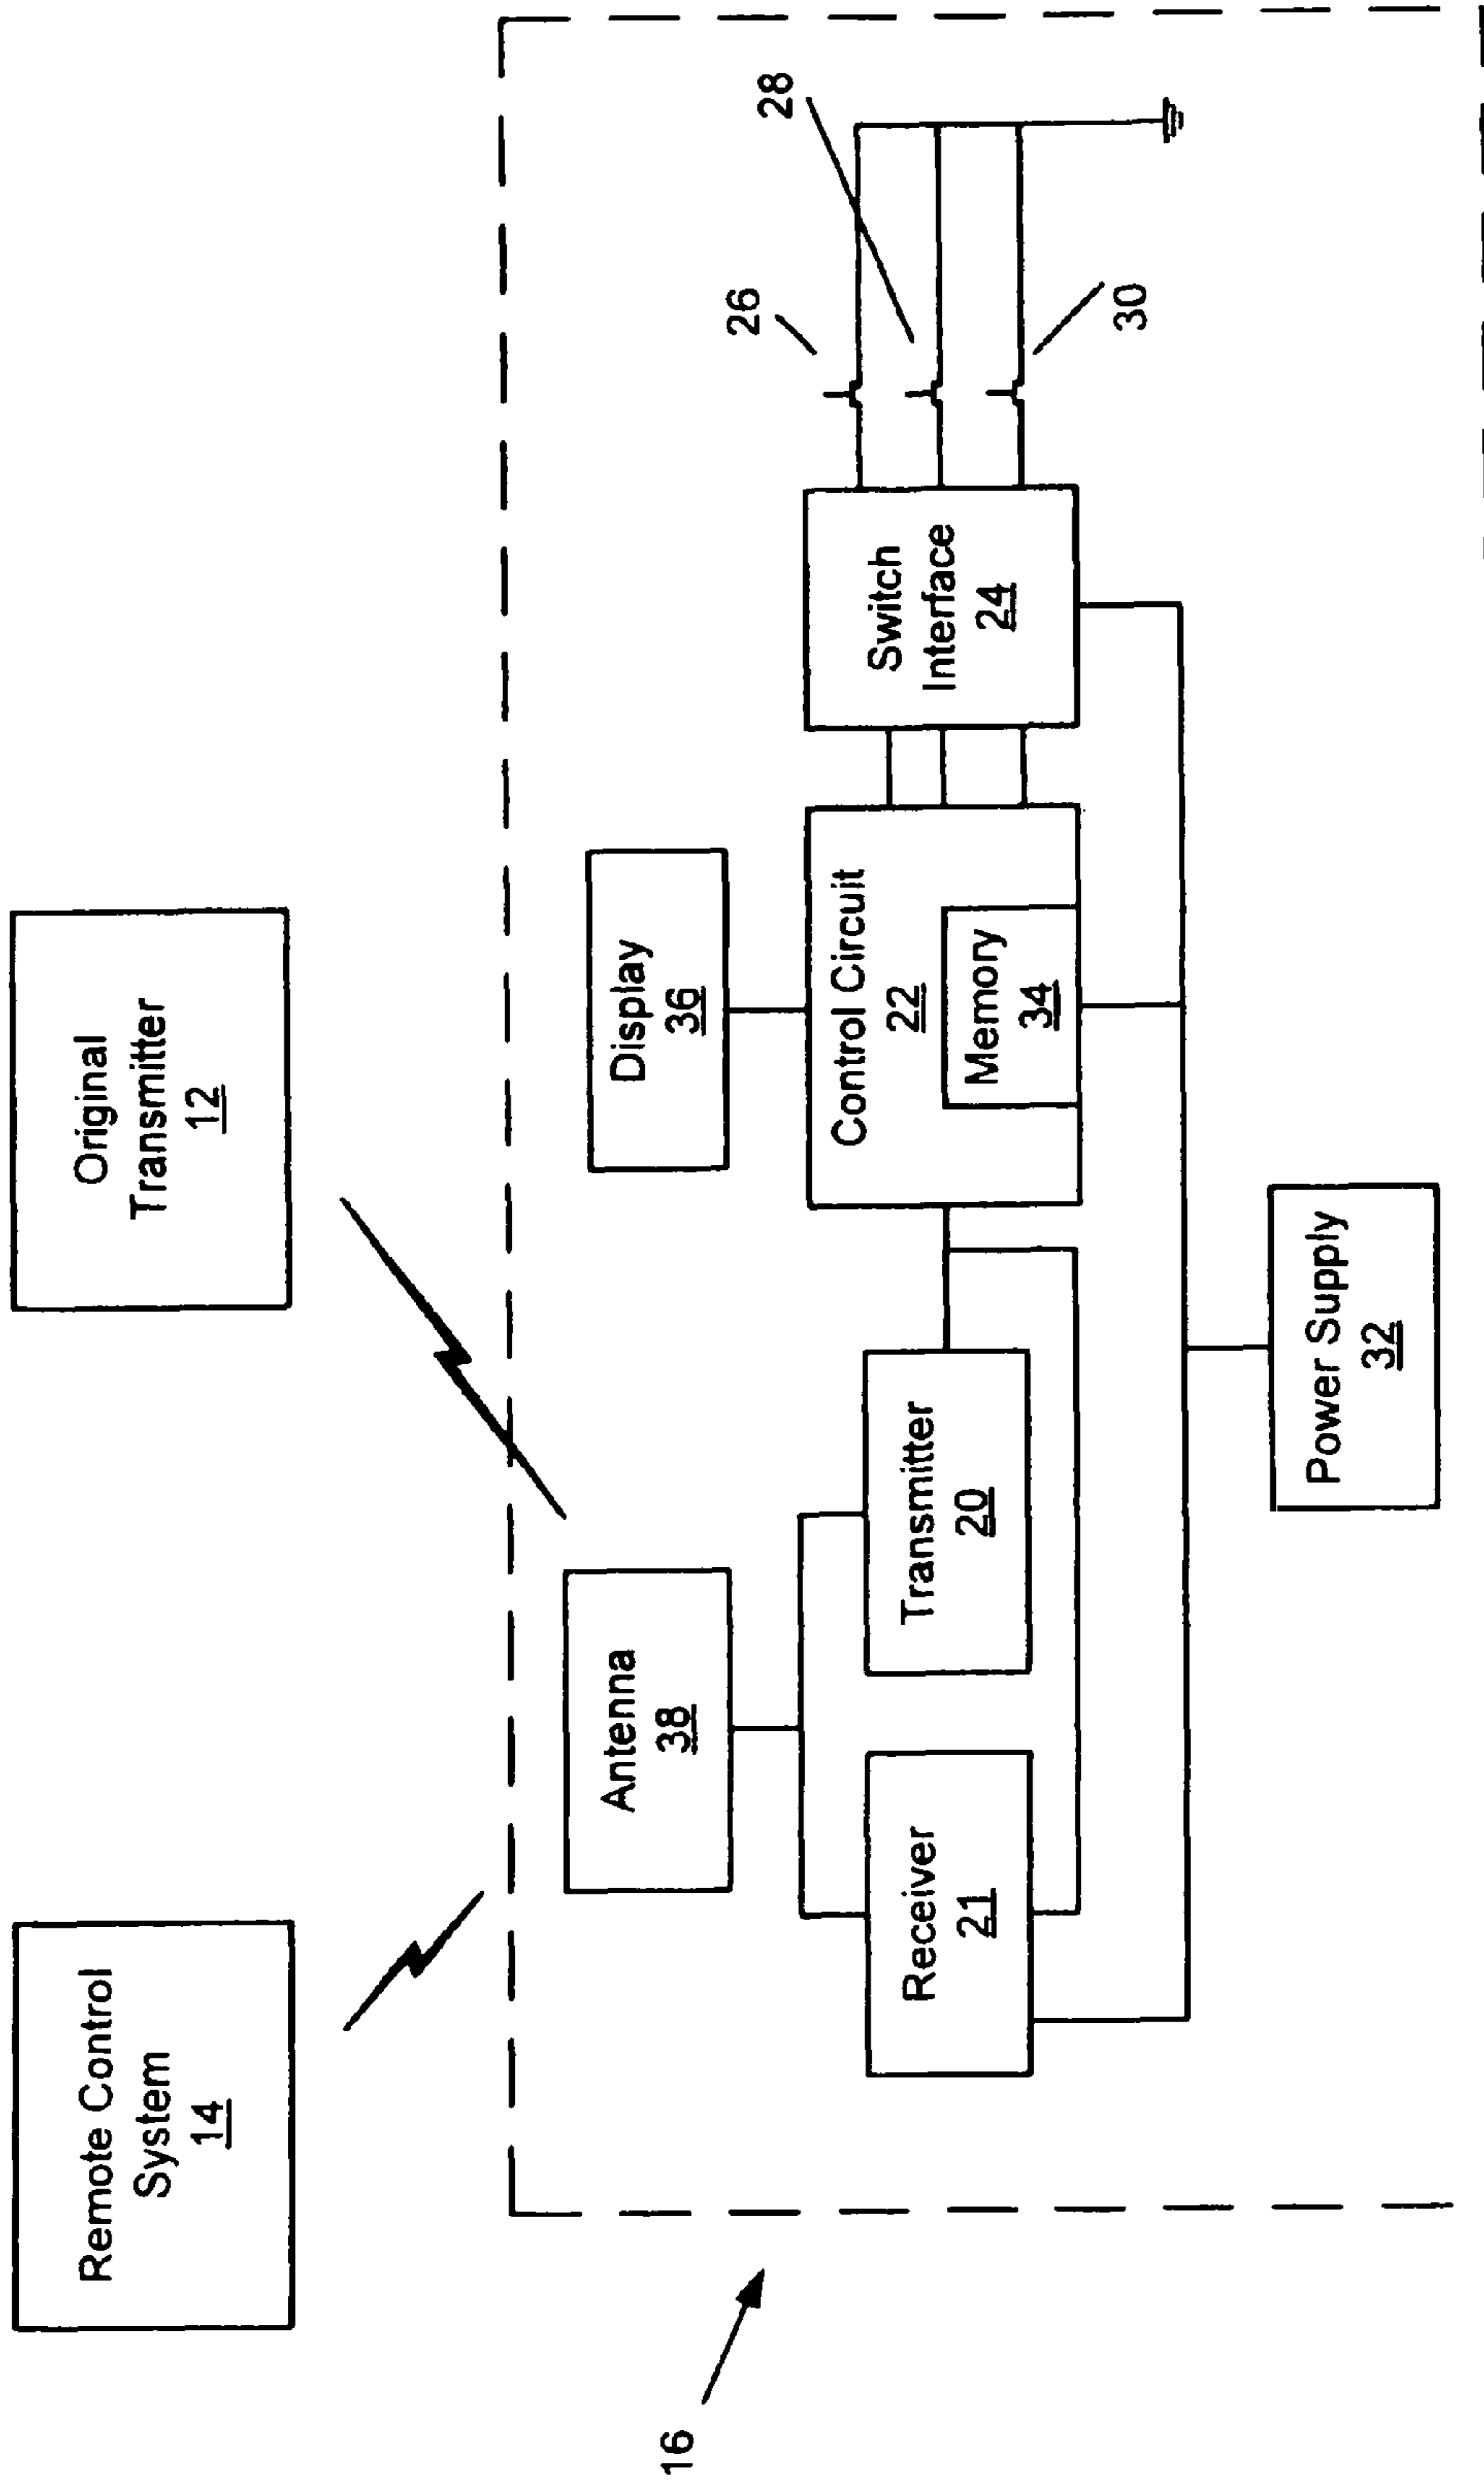 Remote Control
System
14
Original
Transmitter
12
16
Antenna
38
Display
36
Receiver
21
Transmitter
20
Control Circuit
22
Memory
34
Switch
Interface
24
26
28
30
Power Supply
32